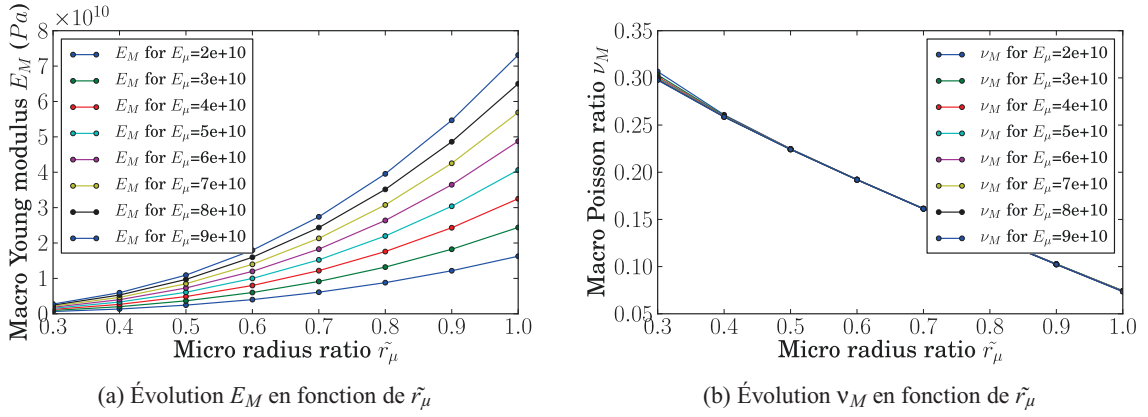 ×10¹⁰
8
7
6
5
4
3
2
1
0
Macro Young modulus E_M (Pa)
E_M for E_μ=2e+10
E_M for E_μ=3e+10
E_M for E_μ=4e+10
E_M for E_μ=5e+10
E_M for E_μ=6e+10
E_M for E_μ=7e+10
E_M for E_μ=8e+10
E_M for E_μ=9e+10
0.3 0.4 0.5 0.6 0.7 0.8 0.9 1.0
Micro radius ratio r̃_μ
(a) Évolution E_M en fonction de r̃_μ
0.30
0.25
0.20
0.15
0.10
0.05
Macro Poisson ratio ν_M
ν_M for E_μ=2e+10
ν_M for E_μ=3e+10
ν_M for E_μ=4e+10
ν_M for E_μ=5e+10
ν_M for E_μ=6e+10
ν_M for E_μ=7e+10
ν_M for E_μ=8e+10
ν_M for E_μ=9e+10
0.3 0.4 0.5 0.6 0.7 0.8 0.9 1.0
Micro radius ratio r̃_μ
(b) Évolution ν_M en fonction de r̃_μ